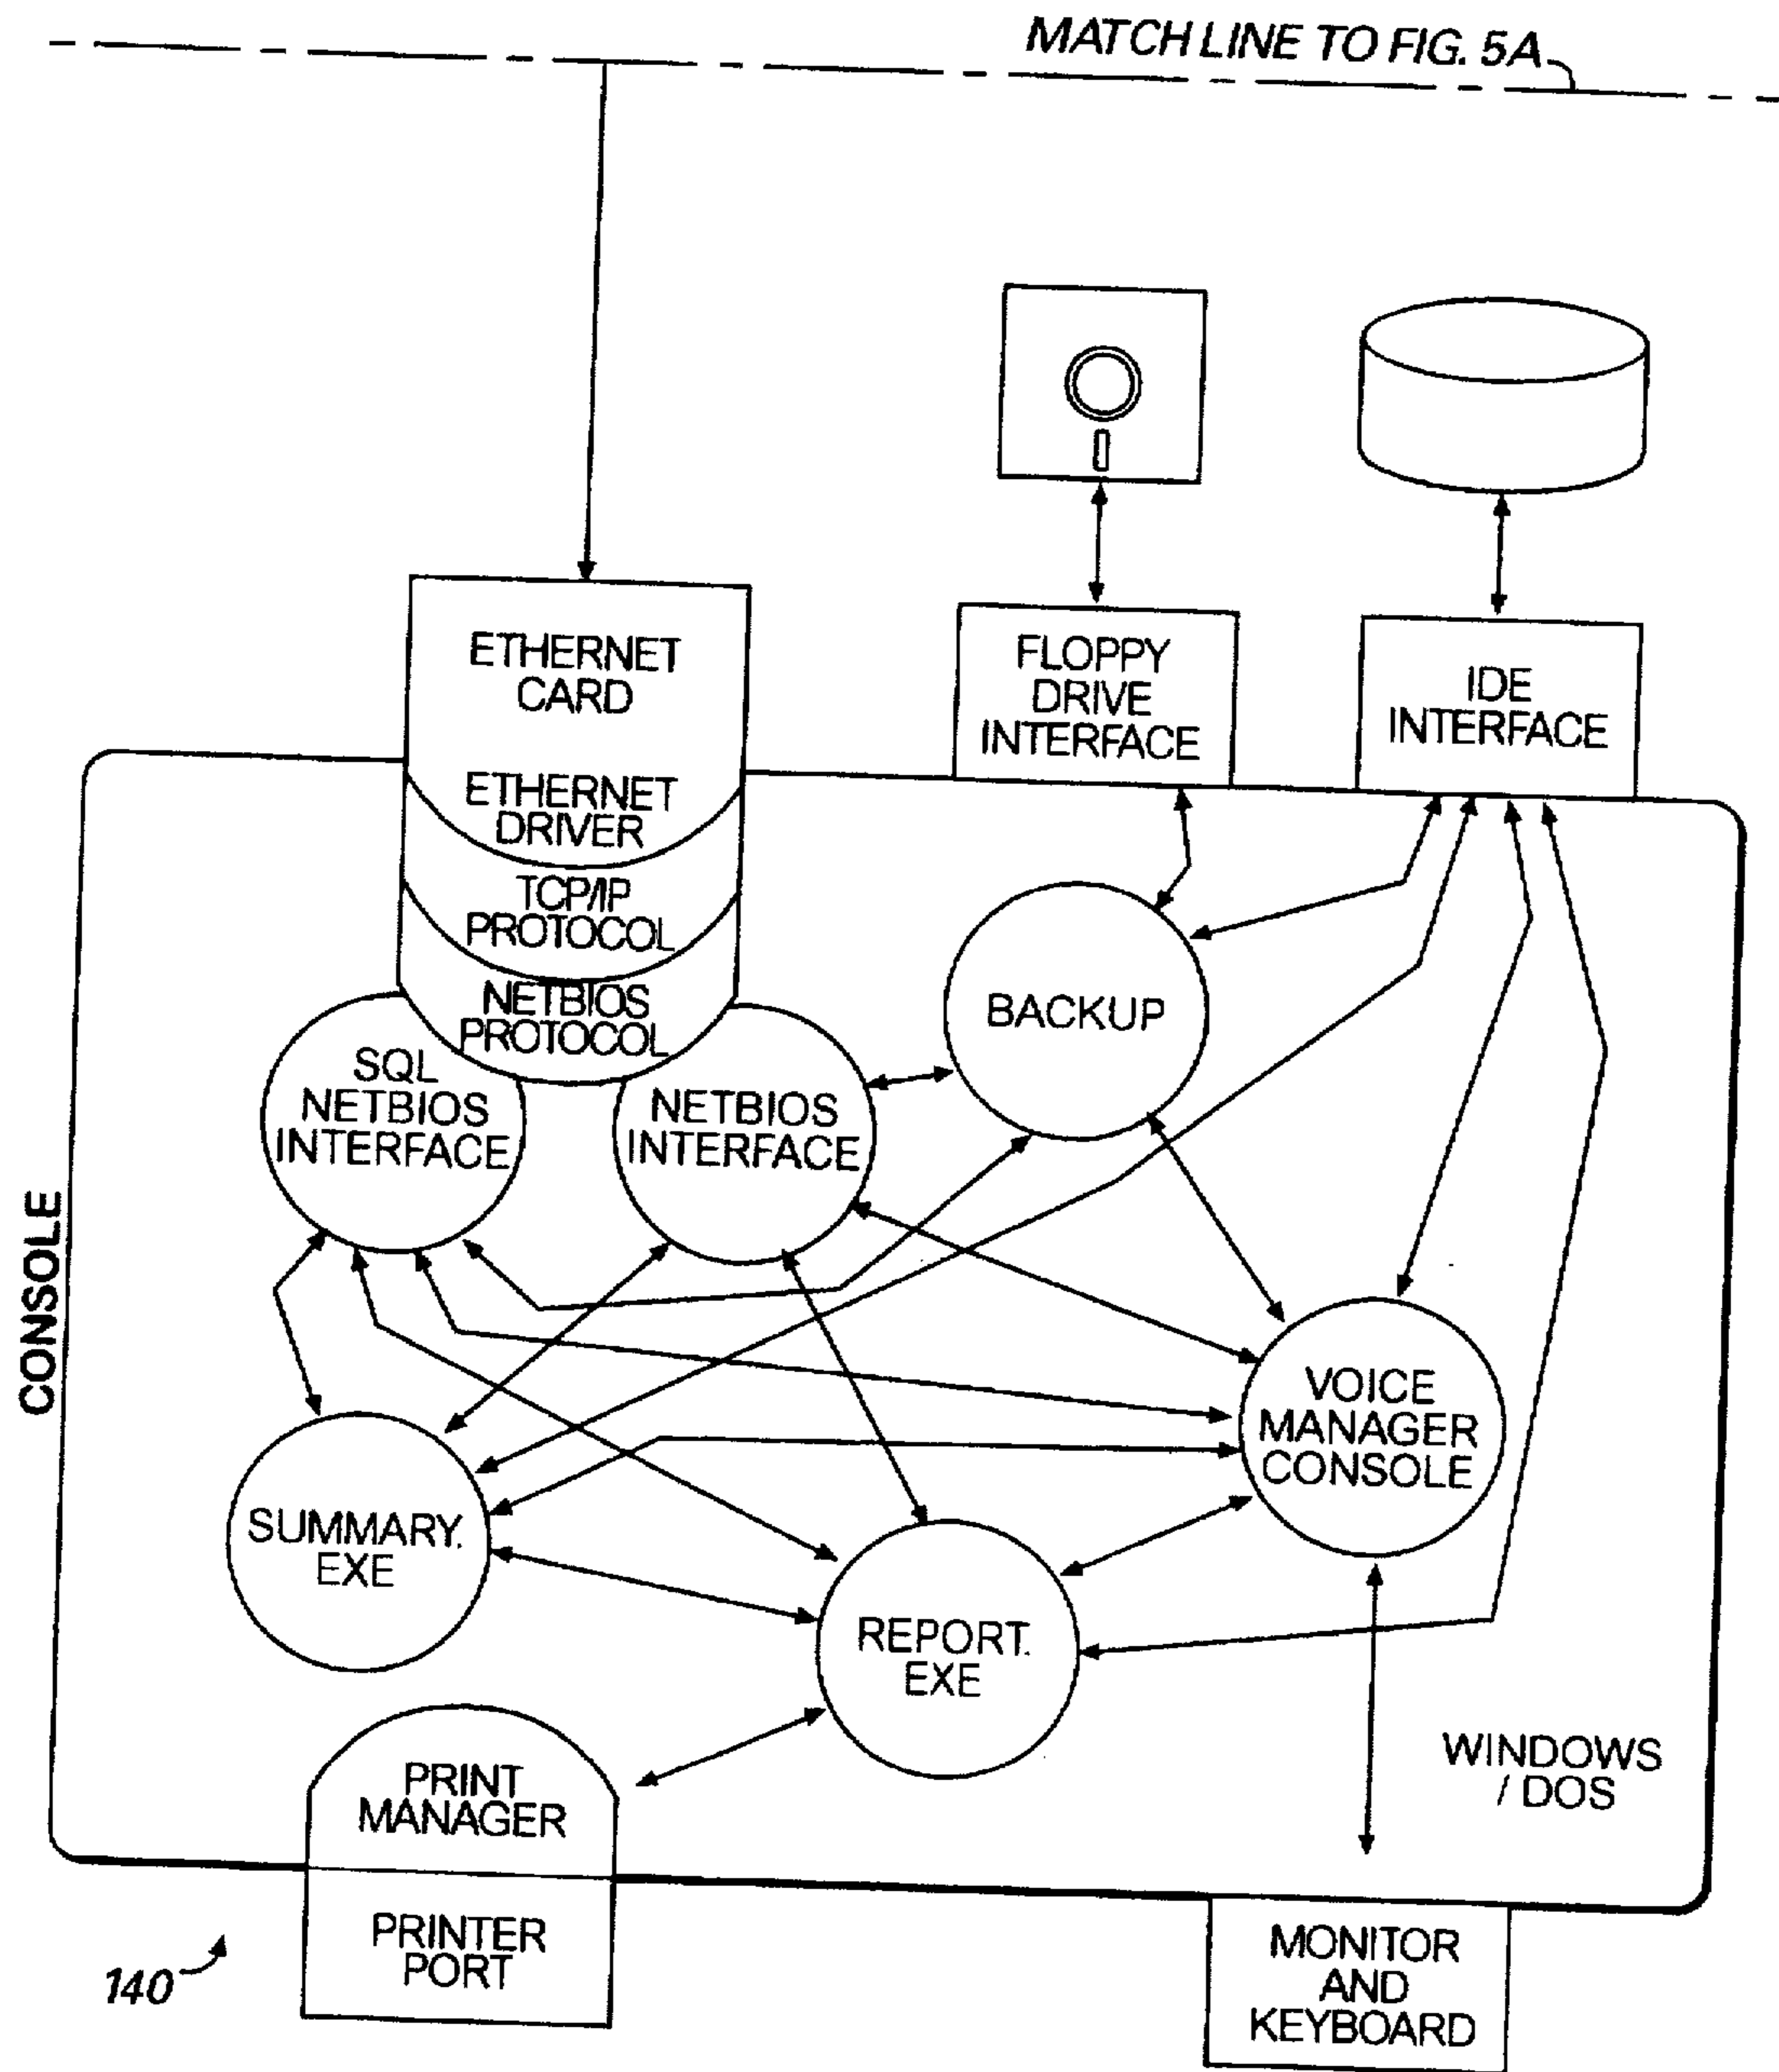 MATCH LINE TO FIG. 5A
ETHERNET
CARD
FLOPPY
DRIVE
INTERFACE
IDE
INTERFACE
ETHERNET
DRIVER
TCP/IP
PROTOCOL
NETBIOS
PROTOCOL
BACKUP
SQL
NETBIOS
INTERFACE
NETBIOS
INTERFACE
CONSOLE
VOICE
MANAGER
CONSOLE
SUMMARY.
EXE
REPORT.
EXE
WINDOWS
/ DOS
PRINT
MANAGER
PRINTER
PORT
MONITOR
AND
KEYBOARD
140